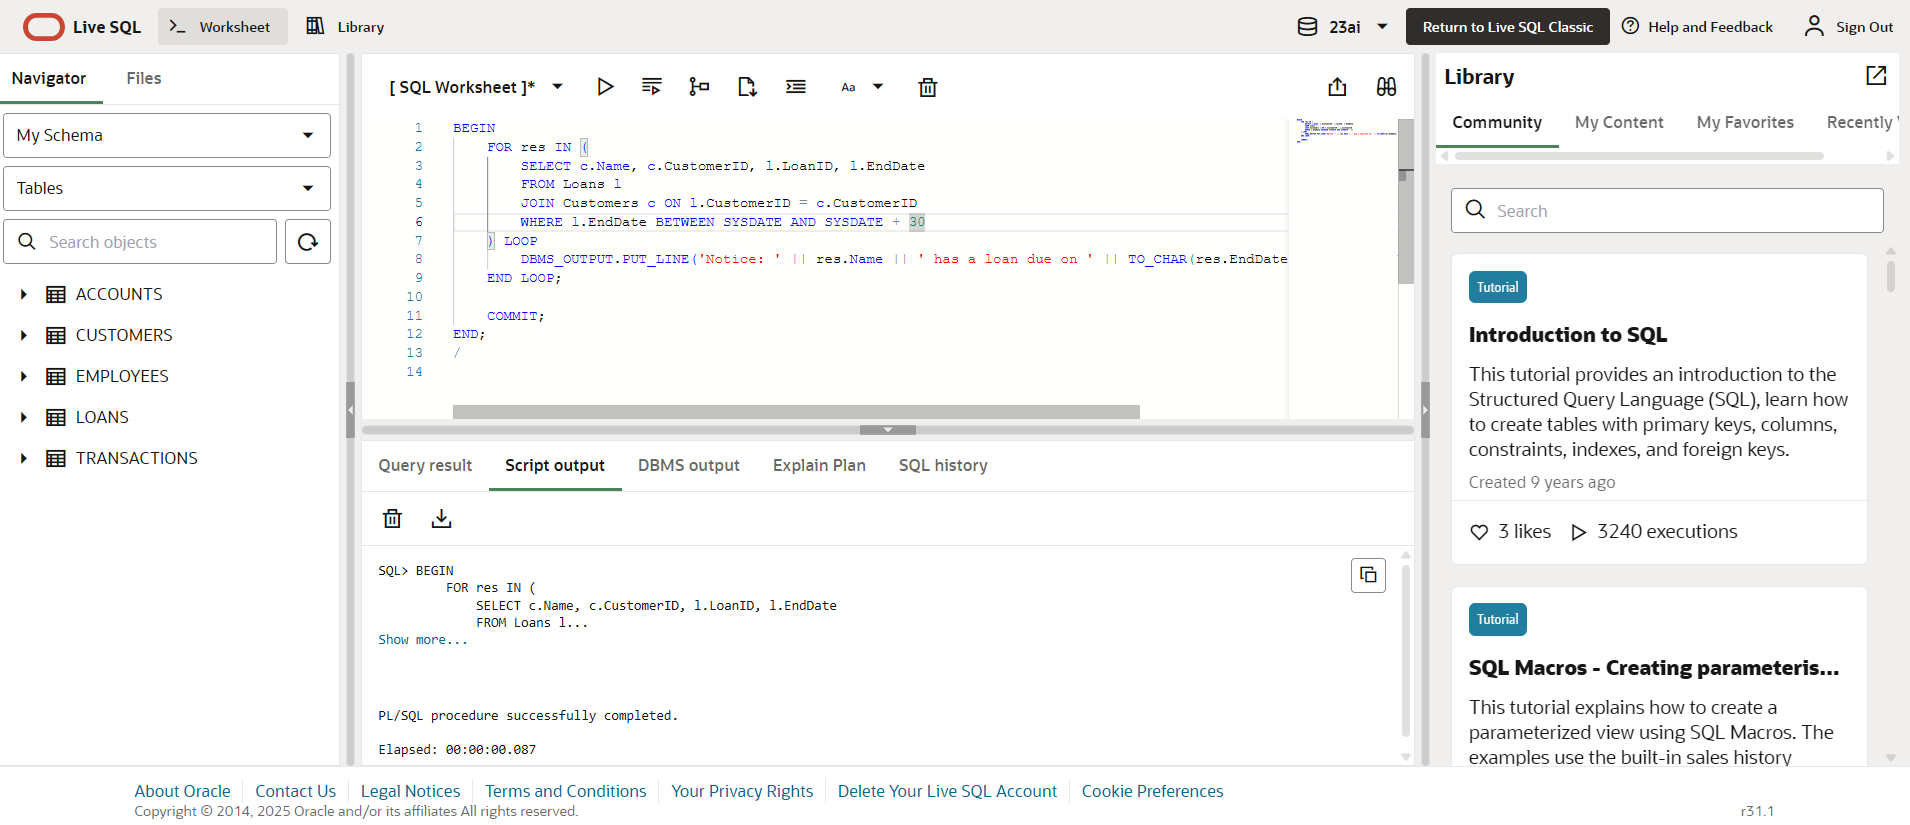 Live SQL
Worksheet
Library
23ai
Return to Live SQL Classic
Help and Feedback
Sign Out
Navigator
Files
My Schema
Tables
Search objects
ACCOUNTS
CUSTOMERS
EMPLOYEES
LOANS
TRANSACTIONS
[ SQL Worksheet ]*
Aa
1 BEGIN
2 FOR res IN (
3 SELECT c.Name, c.CustomerID, l.LoanID, l.EndDate
4 FROM Loans l
5 JOIN Customers c ON l.CustomerID = c.CustomerID
6 WHERE l.EndDate BETWEEN SYSDATE AND SYSDATE + 30
7 ) LOOP
8 DBMS_OUTPUT.PUT_LINE('Notice: ' || res.Name || ' has a loan due on ' || TO_CHAR(res.EndDate
9 END LOOP;
10
11 COMMIT;
12 END;
13 /
14
Query result
Script output
DBMS output
Explain Plan
SQL history
SQL> BEGIN
FOR res IN (
SELECT c.Name, c.CustomerID, l.LoanID, l.EndDate
FROM Loans l...
Show more...
PL/SQL procedure successfully completed.
Elapsed: 00:00:00.087
Library
Community
My Content
My Favorites
Recently
Search
Tutorial
Introduction to SQL
This tutorial provides an introduction to the
Structured Query Language (SQL), learn how
to create tables with primary keys, columns,
constraints, indexes, and foreign keys.
Created 9 years ago
3 likes
3240 executions
Tutorial
SQL Macros - Creating parameteris...
This tutorial explains how to create a
parameterized view using SQL Macros. The
examples use the built-in sales history
About Oracle
Contact Us
Legal Notices
Terms and Conditions
Your Privacy Rights
Delete Your Live SQL Account
Cookie Preferences
Copyright © 2014, 2025 Oracle and/or its affiliates All rights reserved.
r31.1